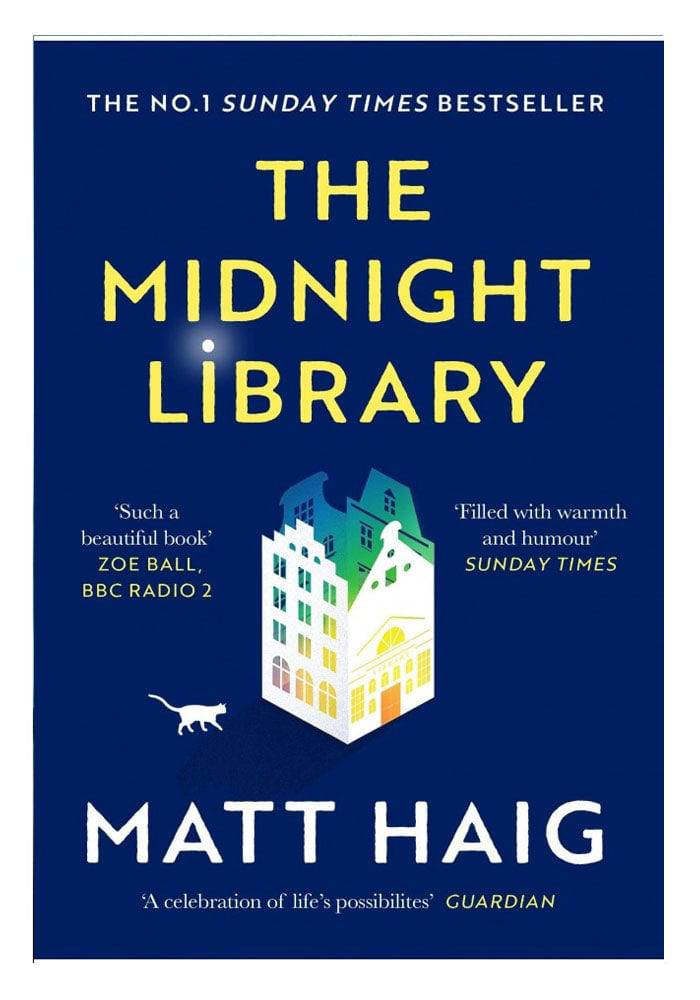 THE NO.1 SUNDAY TIMES BESTSELLER
THE
MIDNIGHT
LIBRARY
‘Such a
beautiful book’
ZOE BALL,
BBC RADIO 2
‘Filled with warmth
and humour’
SUNDAY TIMES
LIBRARY
MATT HAIG
‘A celebration of life’s possibilites’ GUARDIAN